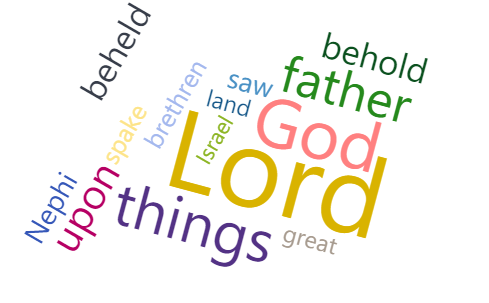 beheld
behold
father
saw
brethren
land
God
spake
Israel
Lord
Nephi
upon
things
great